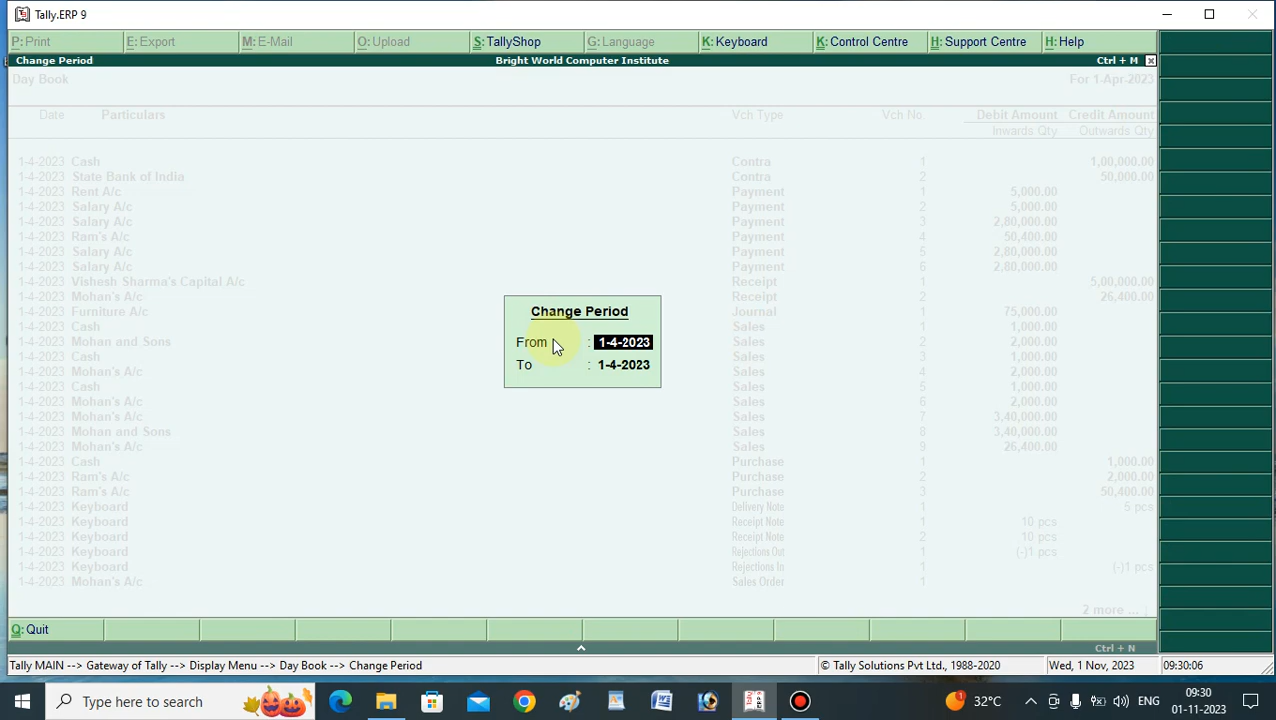 Tally.ERP 9
P: Print E: Export M: E-Mail O: Upload S: TallyShop G: Language K: Keyboard K: Control Centre H: Support Centre H: Help
Change Period Bright World Computer Institute Ctrl + M
Day Book For 1-Apr-2023
Date Particulars Vch Type Vch No. Debit Amount Credit Amount
Inwards Qty Outwards Qty
1-4-2023 Cash Contra 1 1,00,000.00
1-4-2023 State Bank of India Contra 2 50,000.00
1-4-2023 Rent A/c Payment 1 5,000.00
1-4-2023 Salary A/c Payment 2 5,000.00
1-4-2023 Salary A/c Payment 3 2,80,000.00
1-4-2023 Ram's A/c Payment 4 50,400.00
1-4-2023 Salary A/c Payment 5 2,80,000.00
1-4-2023 Salary A/c Payment 6 2,80,000.00
1-4-2023 Vishesh Sharma's Capital A/c Receipt 1 5,00,000.00
1-4-2023 Mohan's A/c Receipt 2 26,400.00
1-4-2023 Furniture A/c Journal 1 75,000.00
1-4-2023 Cash Sales 1 1,000.00
1-4-2023 Mohan and Sons Sales 2 2,000.00
1-4-2023 Cash Sales 3 1,000.00
1-4-2023 Mohan's A/c Sales 4 2,000.00
1-4-2023 Cash Sales 5 1,000.00
1-4-2023 Mohan's A/c Sales 6 2,000.00
1-4-2023 Mohan's A/c Sales 7 3,40,000.00
1-4-2023 Mohan and Sons Sales 8 3,40,000.00
1-4-2023 Mohan's A/c Sales 9 26,400.00
1-4-2023 Cash Purchase 1 1,000.00
1-4-2023 Ram's A/c Purchase 2 2,000.00
1-4-2023 Ram's A/c Purchase 3 50,400.00
1-4-2023 Keyboard Delivery Note 1 5 pcs
1-4-2023 Keyboard Receipt Note 1 10 pcs
1-4-2023 Keyboard Receipt Note 2 10 pcs
1-4-2023 Keyboard Rejections Out 1 (-)1 pcs
1-4-2023 Keyboard Rejections In 1 (-)1 pcs
1-4-2023 Mohan's A/c Sales Order 1
2 more ... ↓
Change Period
From : 1-4-2023
To : 1-4-2023
Q: Quit
Ctrl + N
Tally MAIN --> Gateway of Tally --> Display Menu --> Day Book --> Change Period © Tally Solutions Pvt Ltd., 1988-2020 Wed, 1 Nov, 2023 09:30:06
Type here to search 1 32°C ENG 09:30
01-11-2023